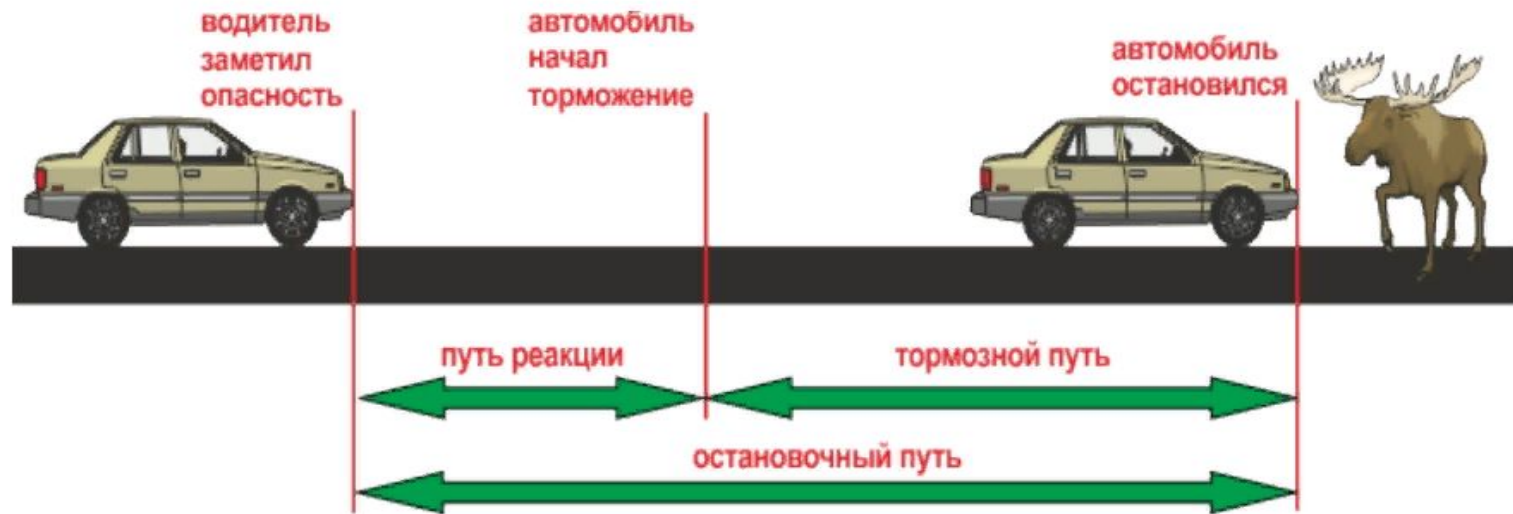 водитель
заметил
опасность
автомобиль
начал
торможение
автомобиль
остановился
путь реакции
тормозной путь
остановочный путь